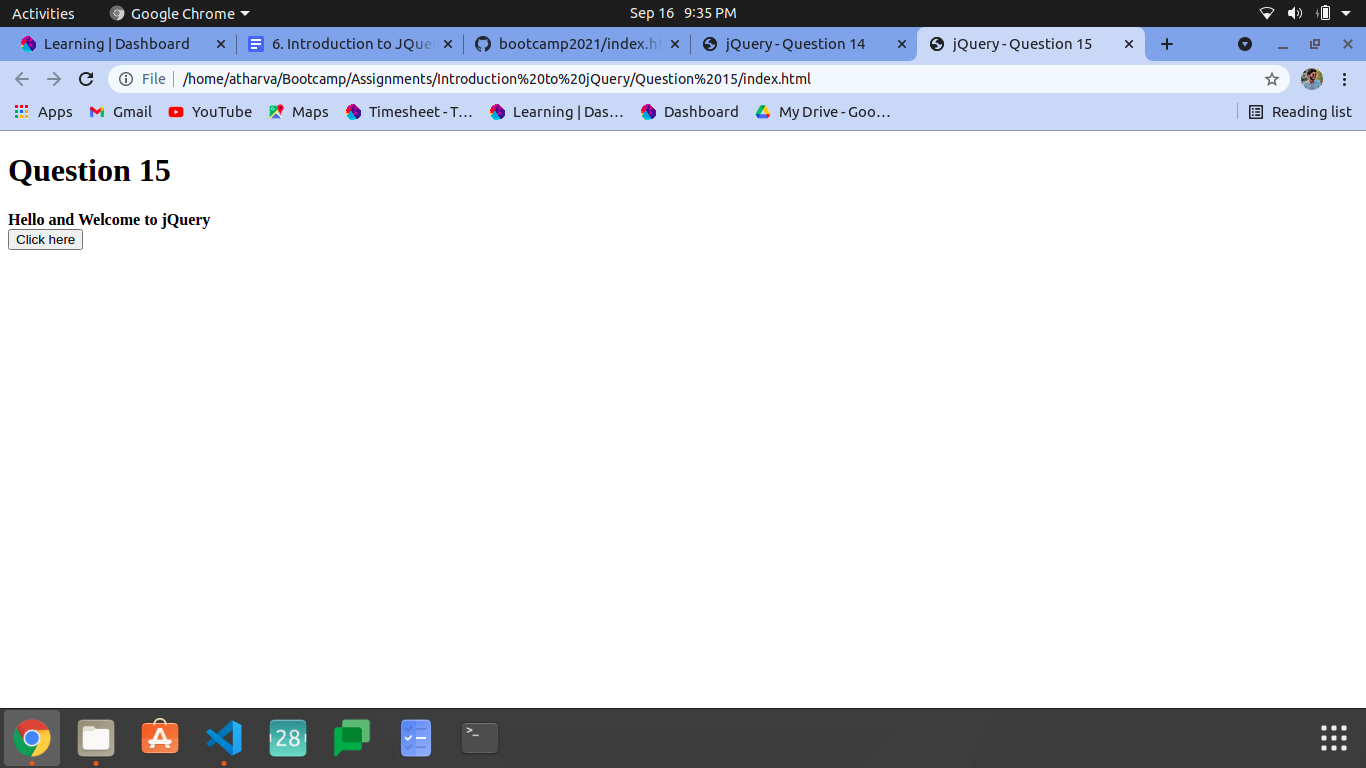 Activities
Google Chrome
Sep 16 9:35 PM
Learning | Dashboard
6. Introduction to JQue
bootcamp2021/index.h
jQuery - Question 14
jQuery - Question 15
File
/home/atharva/Bootcamp/Assignments/Introduction%20to%20jQuery/Question%2015/index.html
Apps
Gmail
YouTube
Maps
Timesheet - T…
Learning | Das…
Dashboard
My Drive - Goo…
Reading list
Question 15
Hello and Welcome to jQuery
Click here
28
>_